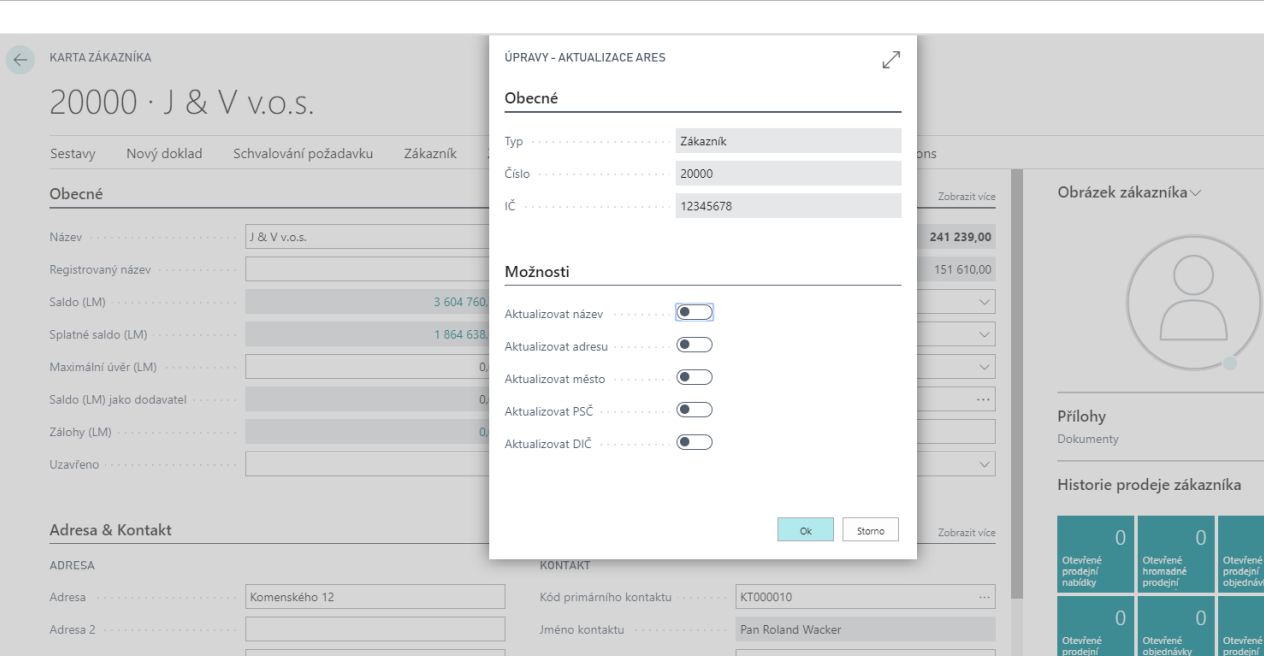 KARTA ZÁKAZNÍKA
20000 · J & V v.o.s.
Sestavy Nový doklad Schvalování požadavku Zákazník
Obecné
Zobrazit více
Název J & V v.o.s.
241 239,00
Registrovaný název
151 610,00
Saldo (LM) 3 604 760,
Splatné saldo (LM) 1 864 638,
Maximální úvěr (LM) 0,
Saldo (LM) jako dodavatel 0,
Zálohy (LM) 0,
Uzavřeno
Adresa & Kontakt
Zobrazit více
ADRESA
KONTAKT
Adresa Komenského 12
Kód primárního kontaktu KT000010
Adresa 2
Jméno kontaktu Pan Roland Wacker
ÚPRAVY - AKTUALIZACE ARES
Obecné
Typ Zákazník
Číslo 20000
IČ 12345678
Možnosti
Aktualizovat název
Aktualizovat adresu
Aktualizovat město
Aktualizovat PSČ
Aktualizovat DIČ
Ok Storno
Obrázek zákazníka
Přílohy
Dokumenty
Historie prodeje zákazníka
0
Otevřené
prodejní
nabídky
0
Otevřené
hromadné
prodejní
Otevřené
prodejní
0
Otevřené
prodejní
0
Otevřené
objednávky
Otevřené
prodejní